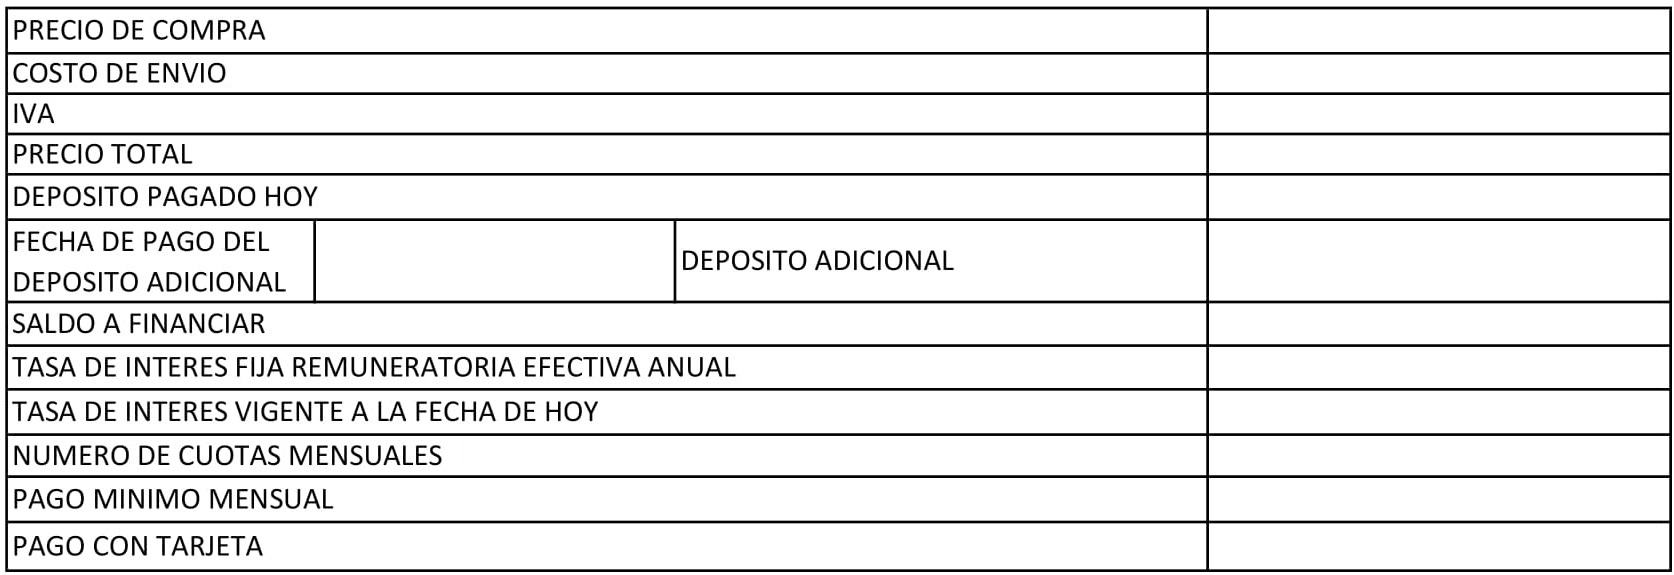 PRECIO DE COMPRA
COSTO DE ENVIO
IVA
PRECIO TOTAL
DEPOSITO PAGADO HOY
FECHA DE PAGO DEL
DEPOSITO ADICIONAL
DEPOSITO ADICIONAL
SALDO A FINANCIAR
TASA DE INTERES FIJA REMUNERATORIA EFECTIVA ANUAL
TASA DE INTERES VIGENTE A LA FECHA DE HOY
NUMERO DE CUOTAS MENSUALES
PAGO MINIMO MENSUAL
PAGO CON TARJETA